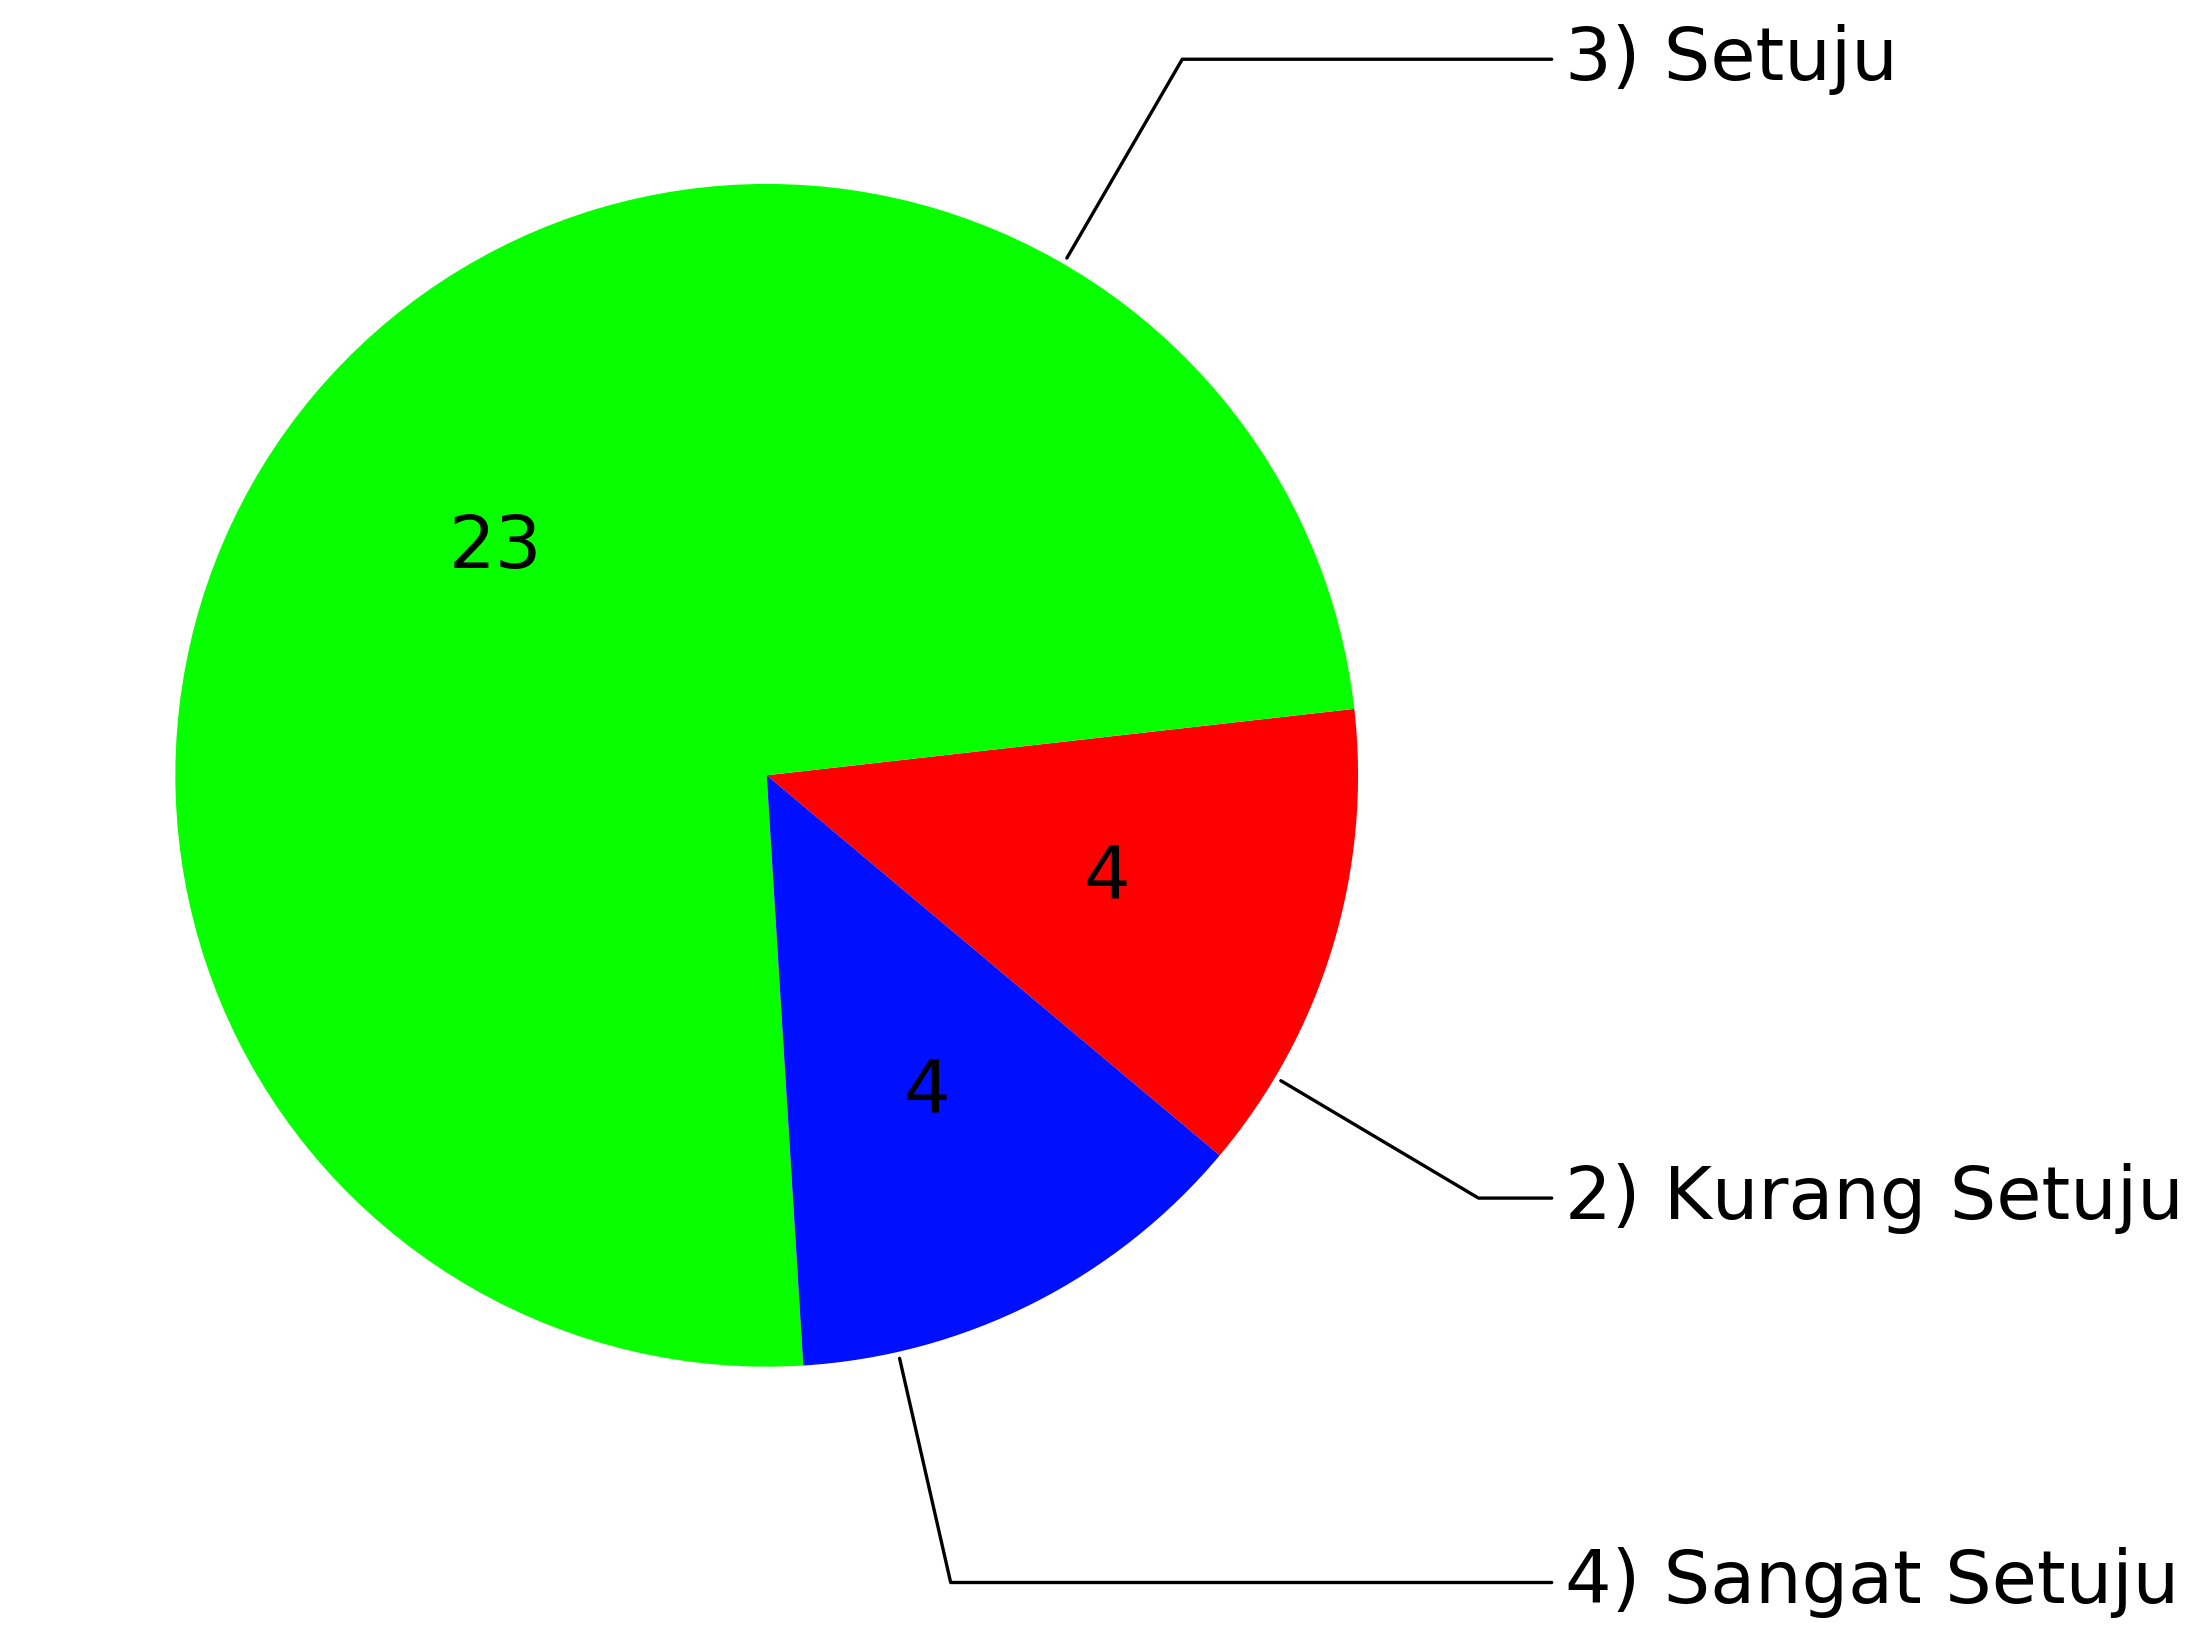 3) Setuju
23
4
4
2) Kurang Setuju
4) Sangat Setuju